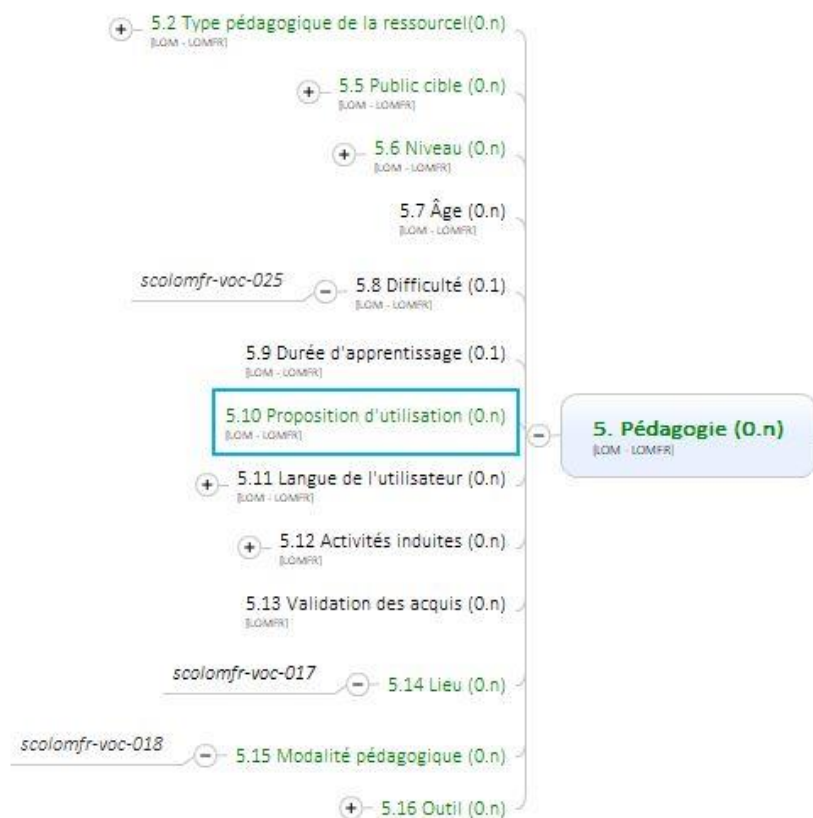 5.2 Type pédagogique de la ressourcel(0.n)
[LOM - LOMFR]
5.5 Public cible (0.n)
[LOM - LOMFR]
5.6 Niveau (0.n)
[LOM - LOMFR]
5.7 Âge (0.n)
[LOM - LOMFR]
scolomfr-voc-025
5.8 Difficulté (0.1)
[LOM - LOMFR]
5.9 Durée d'apprentissage (0.1)
[LOM - LOMFR]
5.10 Proposition d'utilisation (0.n)
[LOM - LOMFR]
5. Pédagogie (0.n)
[LOM - LOMFR]
5.11 Langue de l'utilisateur (0.n)
[LOM - LOMFR]
5.12 Activités induites (0.n)
[LOMFR]
5.13 Validation des acquis (0.n)
[LOMFR]
scolomfr-voc-017
5.14 Lieu (0.n)
scolomfr-voc-018
5.15 Modalité pédagogique (0.n)
5.16 Outil (0.n)